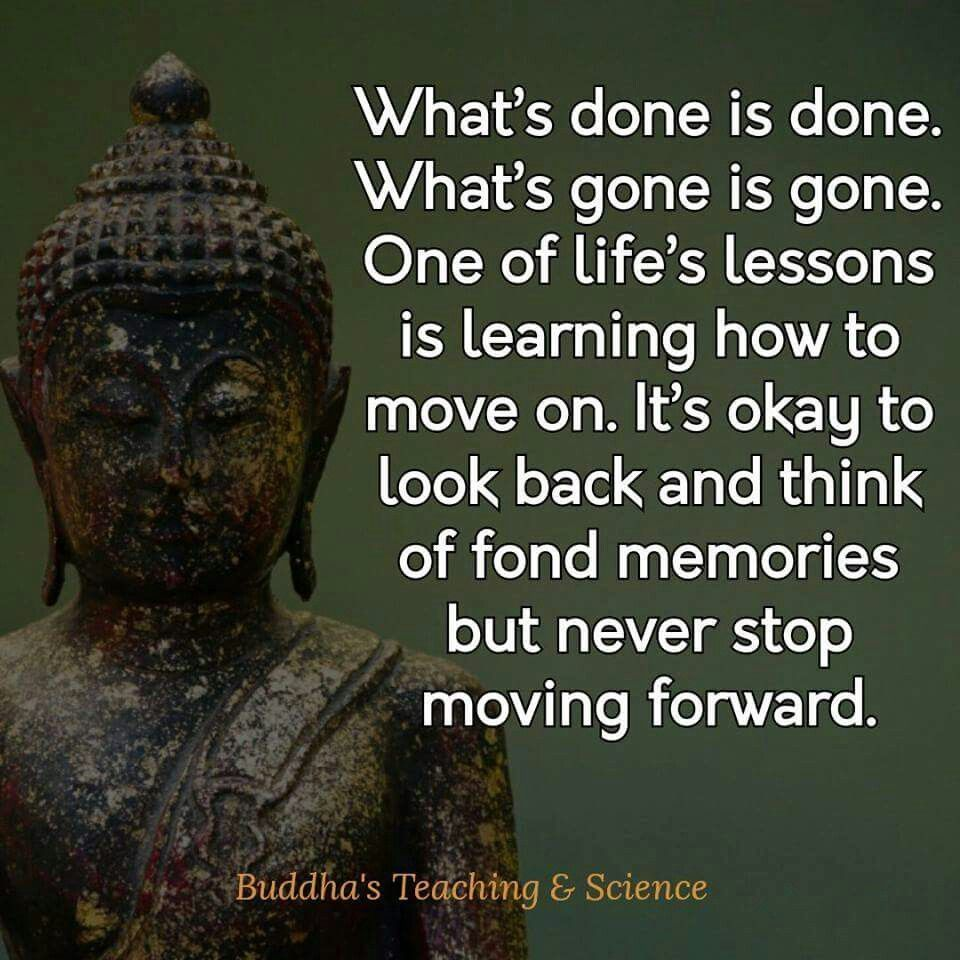 What's done is done.
What's gone is gone.
One of life's lessons
is learning how to
move on. It's okay to
look back and think
of fond memories
but never stop
moving forward.
Buddha's Teaching & Science